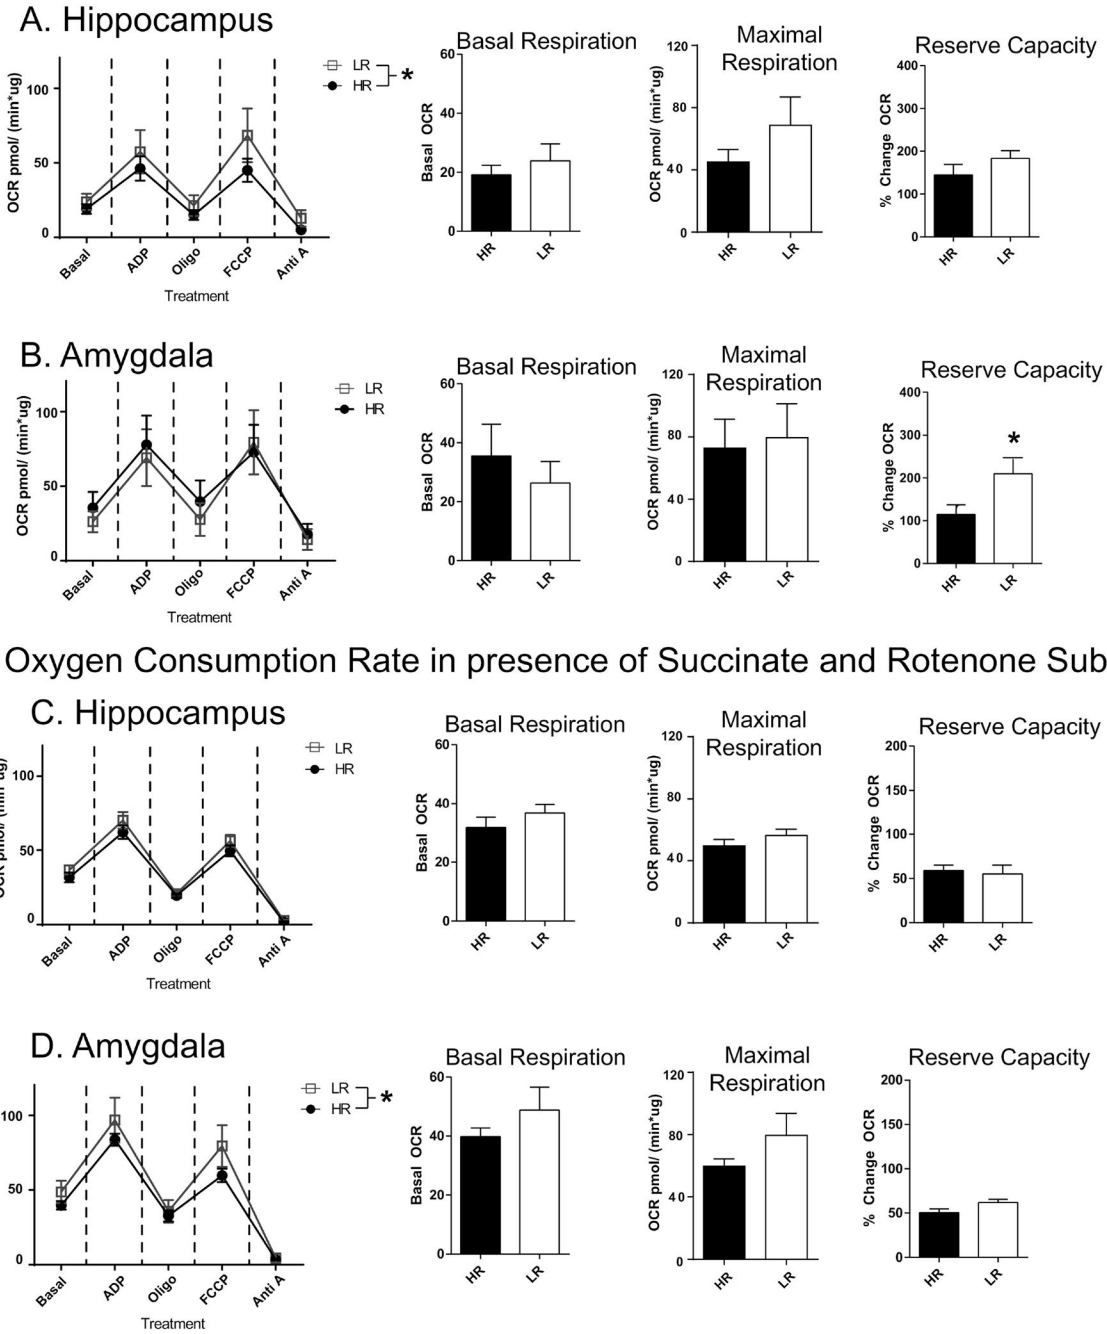 A. Hippocampus
OCR pmol/ (min*ug)
100
50
0
Basal
ADP
Oligo
FCCP
Anti A
Treatment
LR
HR
*
Basal Respiration
Basal OCR
60
40
20
0
HR
LR
Maximal
Respiration
OCR pmol/ (min*ug)
120
80
40
0
HR
LR
Reserve Capacity
% Change OCR
400
300
200
100
0
HR
LR
B. Amygdala
OCR pmol/ (min*ug)
100
50
0
Basal
ADP
Oligo
FCCP
Anti A
Treatment
LR
HR
Basal Respiration
Basal OCR
60
40
20
0
HR
LR
Maximal
Respiration
OCR pmol/ (min*ug)
120
80
40
0
HR
LR
Reserve Capacity
% Change OCR
400
300
200
100
0
*
HR
LR
Oxygen Consumption Rate in presence of Succinate and Rotenone Sub
C. Hippocampus
OCR pmol/ (min*ug)
100
50
0
Basal
ADP
Oligo
FCCP
Anti A
Treatment
LR
HR
Basal Respiration
Basal OCR
60
40
20
0
HR
LR
Maximal
Respiration
OCR pmol/ (min*ug)
120
80
40
0
HR
LR
Reserve Capacity
% Change OCR
200
150
100
50
0
HR
LR
D. Amygdala
100
50
0
Basal
ADP
Oligo
FCCP
Anti A
Treatment
LR
HR
*
Basal Respiration
Basal OCR
60
40
20
0
HR
LR
Maximal
Respiration
OCR pmol/ (min*ug)
120
80
40
0
HR
LR
Reserve Capacity
% Change OCR
200
150
100
50
0
HR
LR